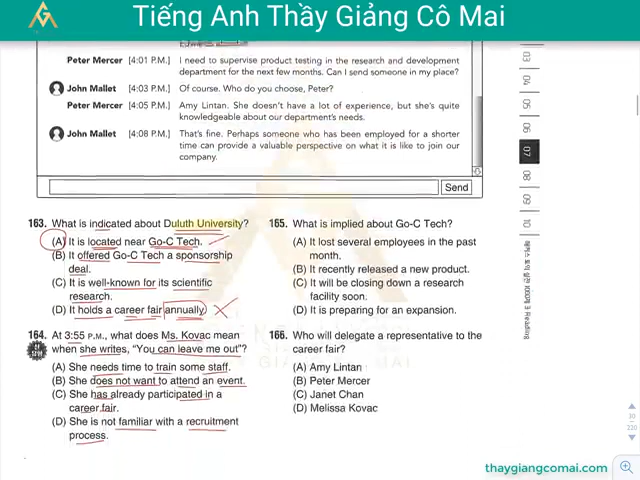 Tiếng Anh Thầy Giảng Cô Mai
Peter Mercer [4:01 P.M.] I need to supervise product testing in the research and development
department for the next few months. Can I send someone in my place?
John Mallet [4:03 P.M.] Of course. Who do you choose, Peter?
Peter Mercer [4:05 P.M.] Amy Lintan. She doesn't have a lot of experience, but she's quite
knowledgeable about our department's needs.
John Mallet [4:08 P.M.] That's fine. Perhaps someone who has been employed for a shorter
time can provide a valuable perspective on what it is like to join our
company.
Send
163. What is indicated about Duluth University?
(A) It is located near Go-C Tech.
(B) It offered Go-C Tech a sponsorship
deal.
(C) It is well-known for its scientific
research.
(D) It holds a career fair annually.
164. At 3:55 P.M., what does Ms. Kovac mean
when she writes, "You can leave me out"?
(A) She needs time to train some staff.
(B) She does not want to attend an event.
(C) She has already participated in a
career fair.
(D) She is not familiar with a recruitment
process.
165. What is implied about Go-C Tech?
(A) It lost several employees in the past
month.
(B) It recently released a new product.
(C) It will be closing down a research
facility soon.
(D) It is preparing for an expansion.
166. Who will delegate a representative to the
career fair?
(A) Amy Lintan
(B) Peter Mercer
(C) Janet Chan
(D) Melissa Kovac
03
04
05
06
07
08
09
10
THAY GIANG CO MAI
220
thaygiangcomai.com